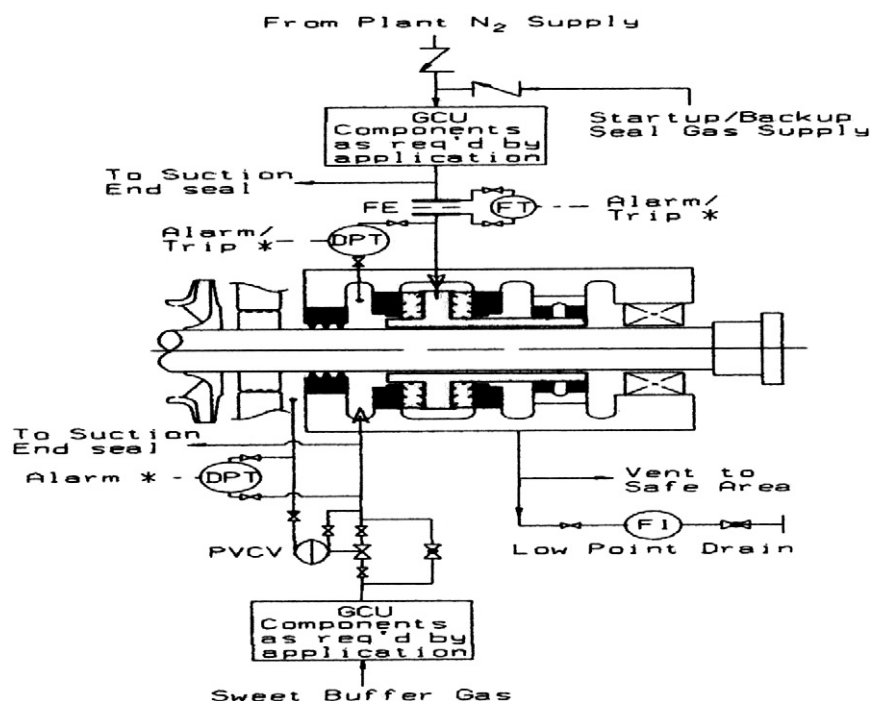 From Plant N₂ Supply
GCU
Components
as req'd by
application
Startup/Backup
Seal Gas Supply
To Suction
End seal
FE
FT
Alarm/
Trip *
Alarm/
Trip *
DPT
To Suction
End seal
Alarm *
DPT
Vent to
Safe Area
PVCV
FI
Low Point Drain
GCU
Components
as req'd by
application
Sweet Buffer Gas